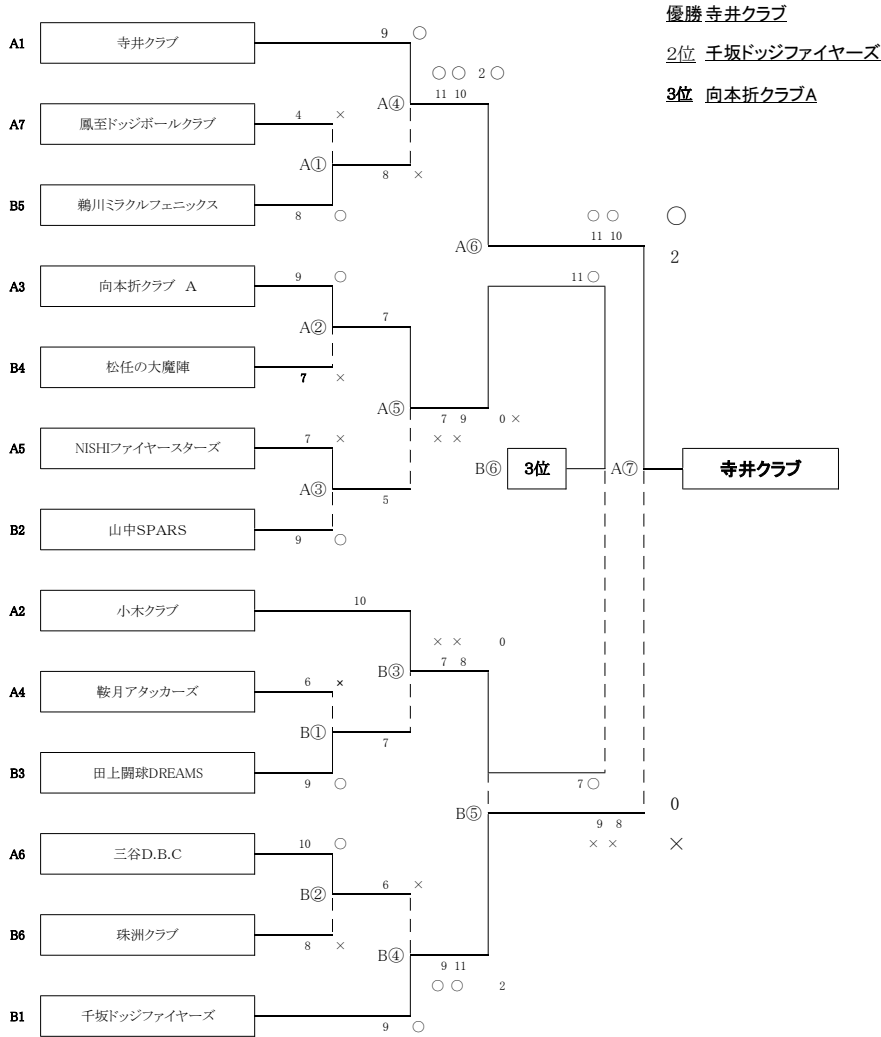 優勝 寺井クラブ
2位 千坂ドッジファイヤーズ
3位 向本折クラブA
A1 寺井クラブ 9 ○
○ ○ 2 ○
11 10
A④
A7 鳳至ドッジボールクラブ 4 ×
A①
8 ×
B5 鵜川ミラクルフェニックス 8 ○
○ ○ ○
11 10
A⑥
2
A3 向本折クラブ A 9 ○
11 ○
A② 7
B4 松任の大魔陣 7 ×
A⑤
7 9 0 ×
× ×
A5 NISHIファイヤースターズ 7 ×
B⑥ 3位 A⑦ 寺井クラブ
A③
5
B2 山中SPARS 9 ○
A2 小木クラブ 10
× × 0
7 8
B③
A4 鞍月アタッカーズ 6 ×
B①
7
B3 田上闘球DREAMS 9 ○
7 ○
0
B⑤
9 8
× × ×
A6 三谷D.B.C 10 ○
B② 6 ×
B6 珠洲クラブ 8 ×
B④
9 11
○ ○ 2
B1 千坂ドッジファイヤーズ 9 ○